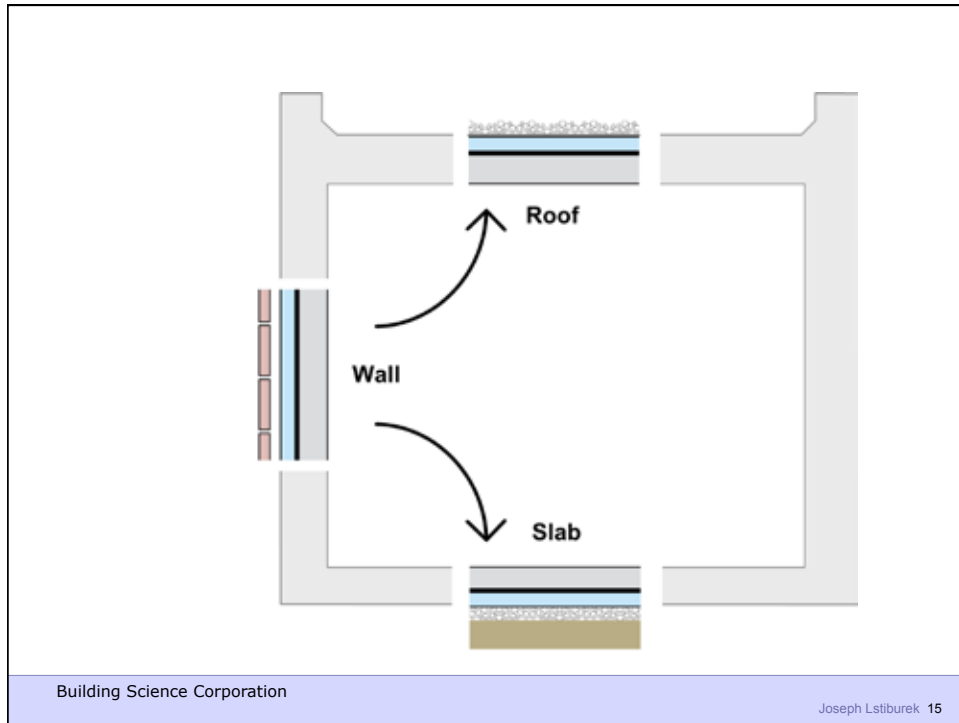 Roof
Wall
Slab
Building Science Corporation
Joseph Lstiburek 15